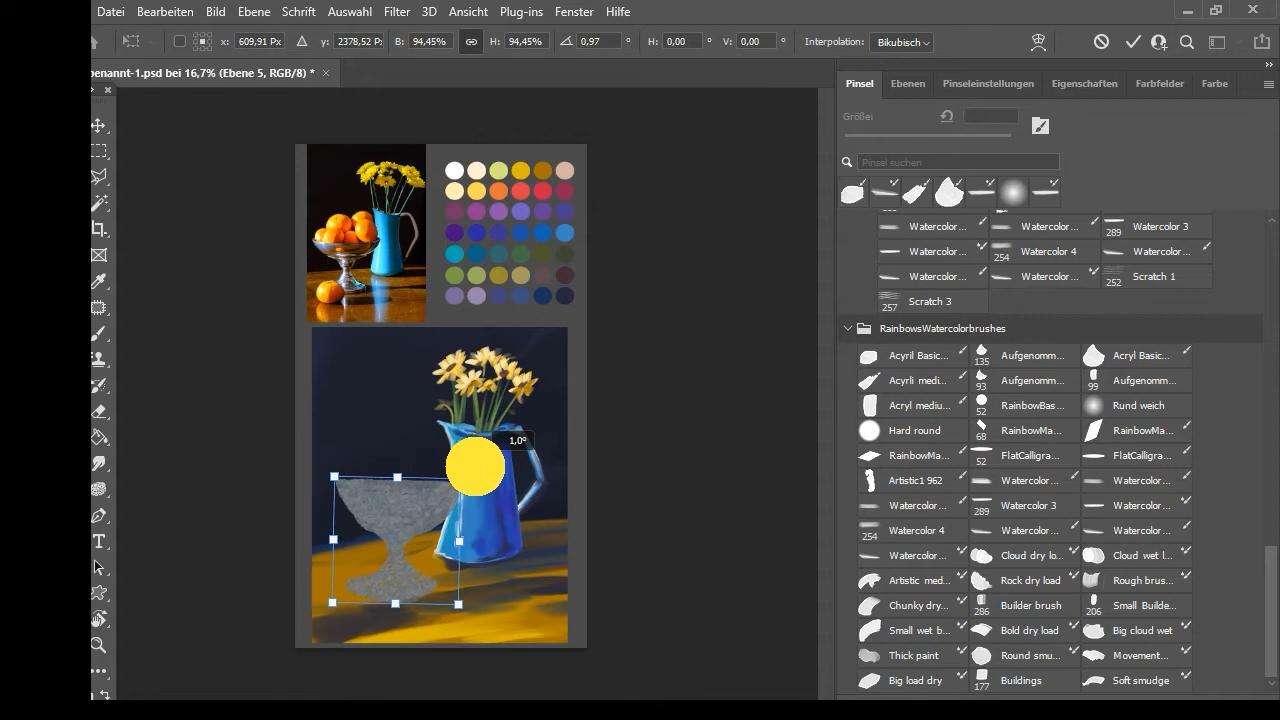 Datei Bearbeiten Bild Ebene Schrift Auswahl Filter 3D Ansicht Plug-ins Fenster Hilfe
x: 609,91 Px y: 2378,52 P: B: 94,45% H: 94,45% 0,97 ° H: 0,00 ° V: 0,00 ° Interpolation: Bikubisch
benannt-1.psd bei 16,7% (Ebene 5, RGB/8) * ×
Pinsel Ebenen Pinseleinstellungen Eigenschaften Farbfelder Farbe
Größe:
Pinsel suchen
Watercolor... Watercolor... 289 Watercolor 3
Watercolor... 254 Watercolor 4 Watercolor...
Watercolor... Watercolor... 252 Scratch 1
257 Scratch 3
RainbowsWatercolorbrushes
Acyril Basic... 135 Aufgenomm... Acryl Basic...
Acyrli medi... 93 Aufgenomm... 99 Aufgenomm...
Acryl mediu... 52 RainbowBas... Rund weich
Hard round 68 RainbowMa... RainbowMa...
RainbowMa... 52 FlatCalligra... FlatCalligra...
Artistic1 962 Watercolor... Watercolor...
Watercolor... 289 Watercolor 3 Watercolor...
254 Watercolor 4 Watercolor... Watercolor...
Watercolor... Cloud dry lo... Cloud wet l...
Artistic med... Rock dry load Rough brus...
Chunky dry... 286 Builder brush 206 Small Builde...
Small wet b... Bold dry load Big cloud wet
Thick paint Round smu... Movement...
Big load dry 177 Buildings Soft smudge
1,0°